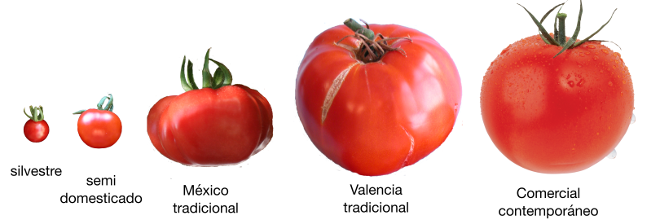 silvestre
semi
domesticado
México
tradicional
Valencia
tradicional
Comercial
contemporáneo